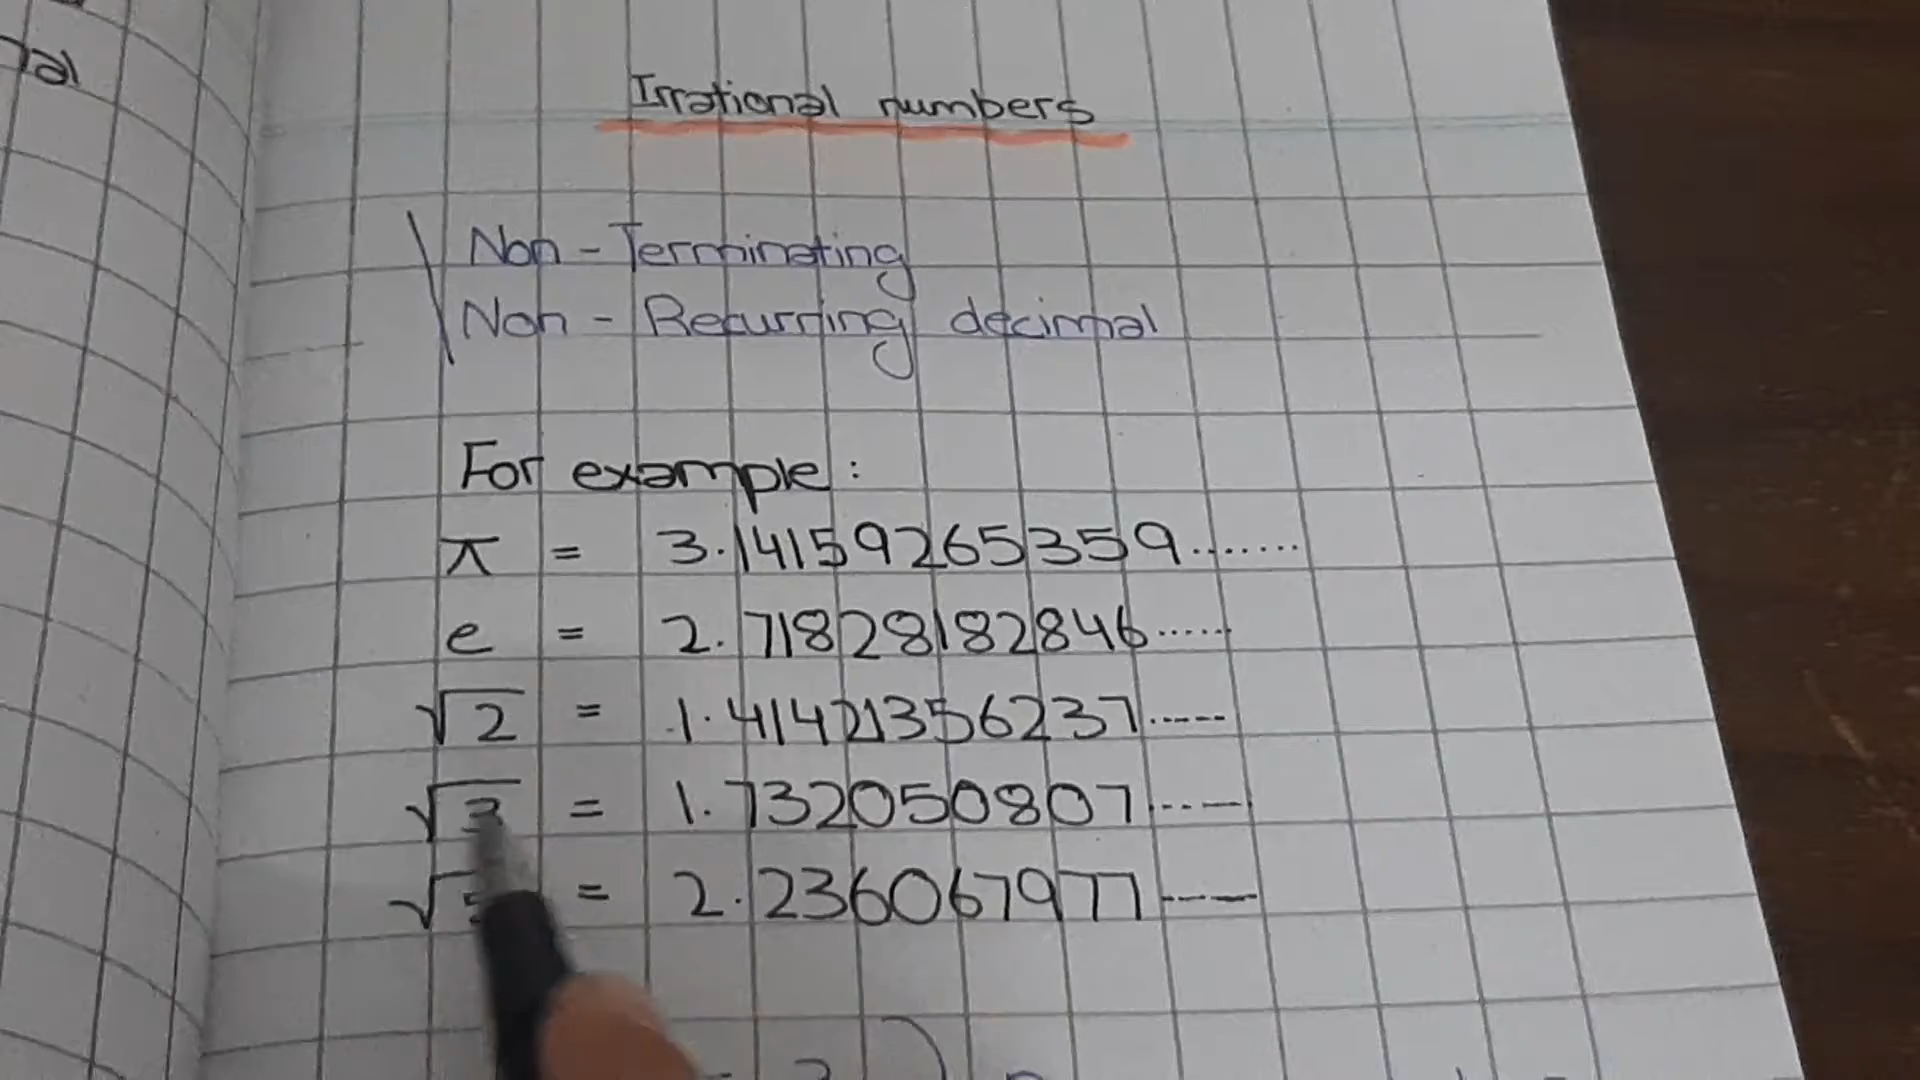 Irrational numbers
Non-Terminating
Non-Recurring decimal
For example:
π = 3.14159265359.......
e = 2.71828182846.....
√2 = 1.41421356237.....
√3 = 1.732050807.....
√5 = 2.236067977.....